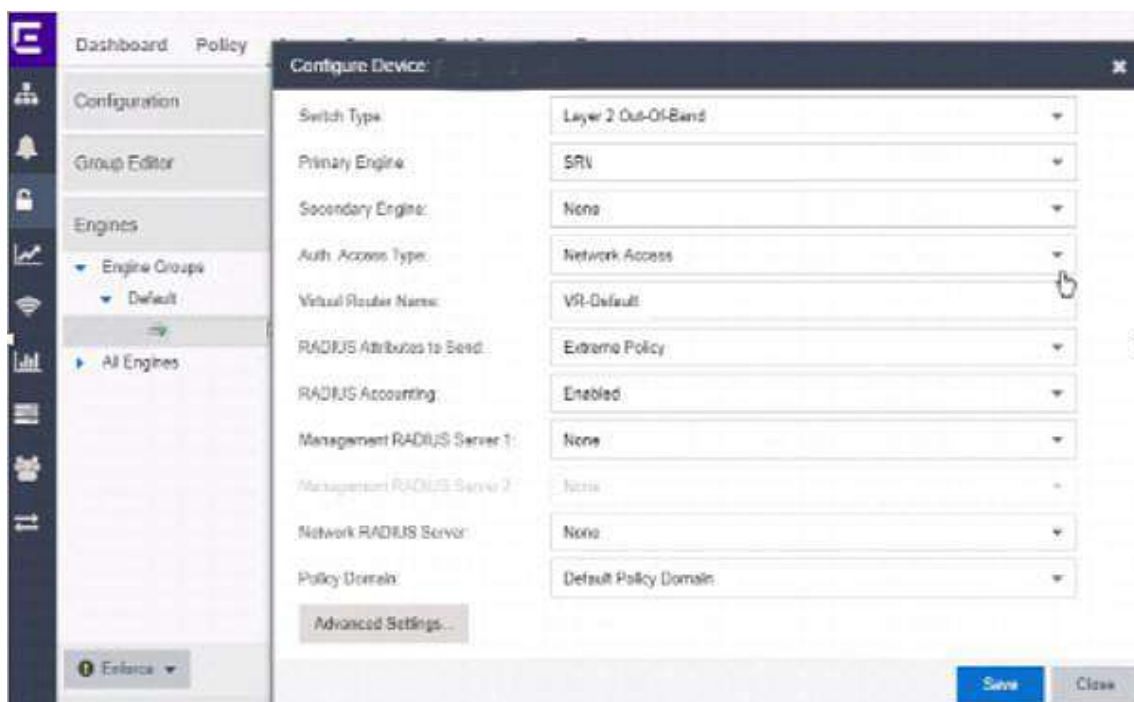 Dashboard Policy
Configure Device:
Configuration
Group Editor
Engines
Engine Groups
Default
All Engines
Switch Type:
Layer 2 Out-Of-Band
Primary Engine:
Secondary Engine:
None
Auth. Access Type:
Network Access
Virtual Router Name:
VR-Default
RADIUS Attributes to Send:
Extreme Policy
RADIUS Accounting:
Enabled
Management RADIUS Server 1:
None
Management RADIUS Server 2:
None
Network RADIUS Server:
None
Policy Domain:
Default Policy Domain
Advanced Settings...
Enforce
Save
Close